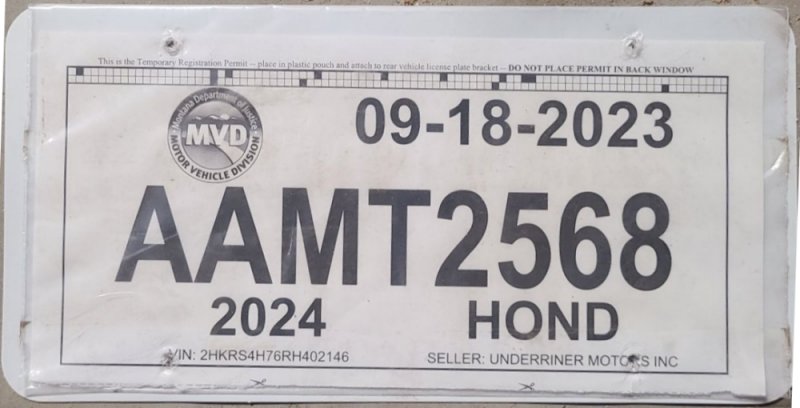 This is the Temporary Registration Permit -- place in plastic pouch and attach to rear vehicle license plate bracket -- DO NOT PLACE PERMIT IN BACK WINDOW
Montana Department of Justice
MVD
MOTOR VEHICLE DIVISION
09-18-2023
AAMT2568
2024 HOND
VIN: 2HKRS4H76RH402146 SELLER: UNDERRINER MOTORS INC